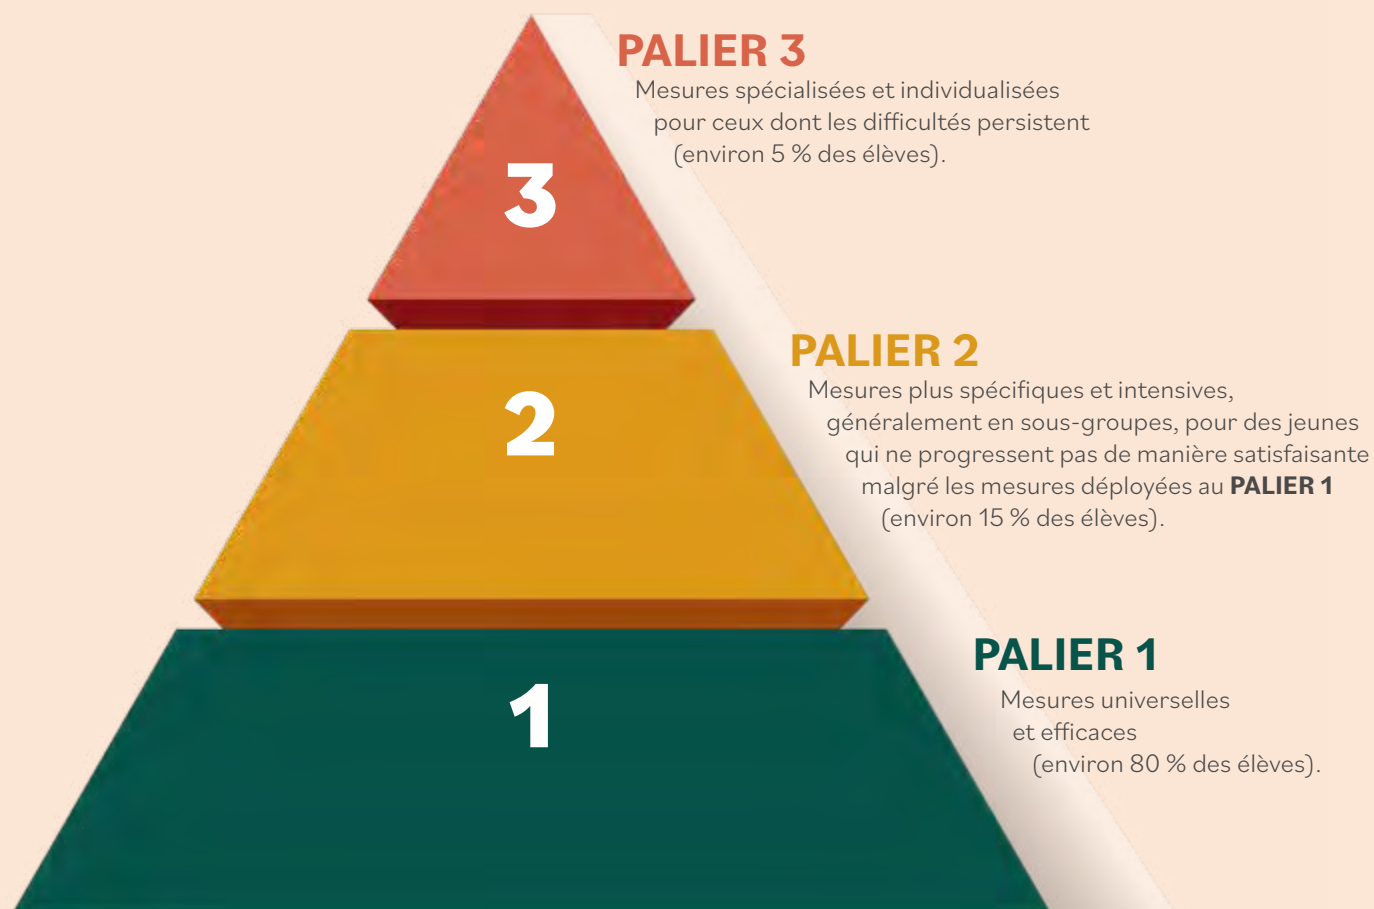 PALIER 3
Mesures spécialisées et individualisées
pour ceux dont les difficultés persistent
(environ 5 % des élèves).
3
PALIER 2
Mesures plus spécifiques et intensives,
généralement en sous-groupes, pour des jeunes
qui ne progressent pas de manière satisfaisante
malgré les mesures déployées au PALIER 1
(environ 15 % des élèves).
2
PALIER 1
Mesures universelles
et efficaces
(environ 80 % des élèves).
1